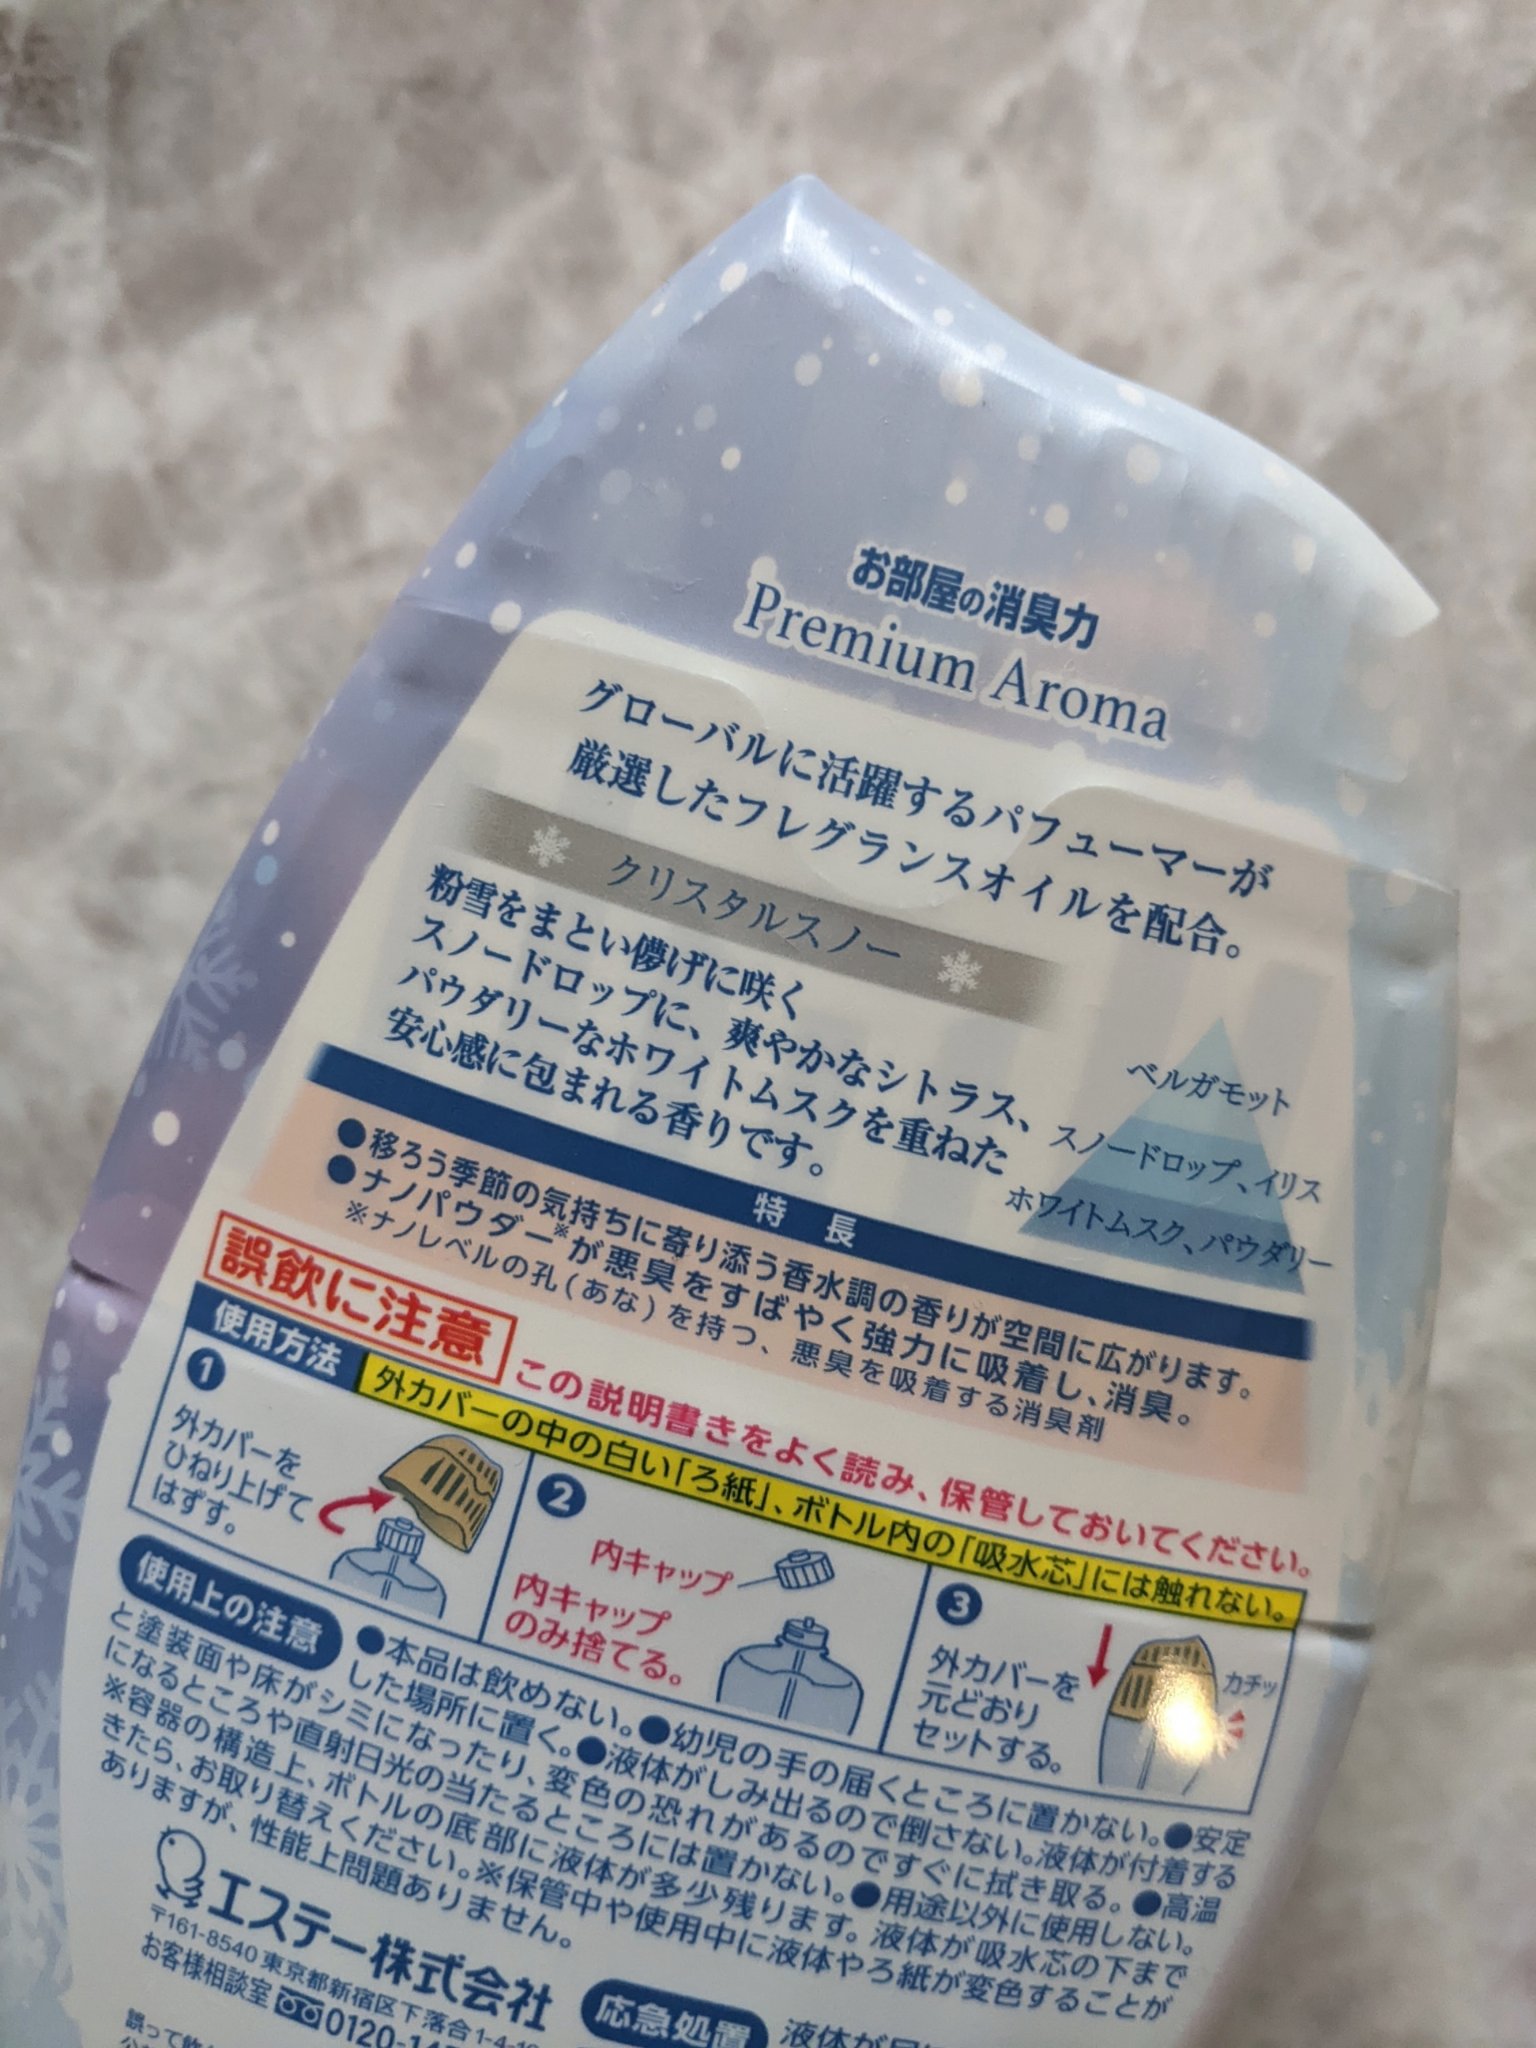 お部屋の消臭力
Premium Aroma
グローバルに活躍するパフューマーが
厳選したフレグランスオイルを配合。
クリスタルスノー
粉雪をまとい儚げに咲く
スノードロップに、爽やかなシトラス、
パウダリーなホワイトムスクを重ねた
安心感に包まれる香りです。
ベルガモット
スノードロップ、イリス
ホワイトムスク、パウダリー
特長
●移ろう季節の気持ちに寄り添う香水調の香りが空間に広がります。
●ナノパウダー※が悪臭をすばやく強力に吸着し、消臭。
※ナノレベルの孔(あな)を持つ、悪臭を吸着する消臭剤
誤飲に注意
この説明書きをよく読み、保管しておいてください。
使用方法
外カバーの中の白い「ろ紙」、ボトル内の「吸水芯」には触れない。
1
外カバーを
ひねり上げて
はずす。
2
内キャップ
内キャップ
のみ捨てる。
3
外カバーを
元どおり
セットする。
カチッ
使用上の注意
●本品は飲めない。●幼児の手の届くところに置かない。●安定
した場所に置く。●液体がしみ出るので倒さない。液体が付着する
と塗装面や床がシミになったり、変色の恐れがあるのですぐに拭き取る。●高温
になるところや直射日光の当たるところには置かない。●用途以外に使用しない。
※容器の構造上、ボトルの底部に液体が多少残ります。液体が吸水芯の下まで
きたら、お取り替えください。※保管中や使用中に液体やろ紙が変色することが
ありますが、性能上問題ありません。
エステー株式会社
〒161-8540 東京都新宿区下落合1-4-10
お客様相談室 0120-145
応急処置
液体が
誤って飲